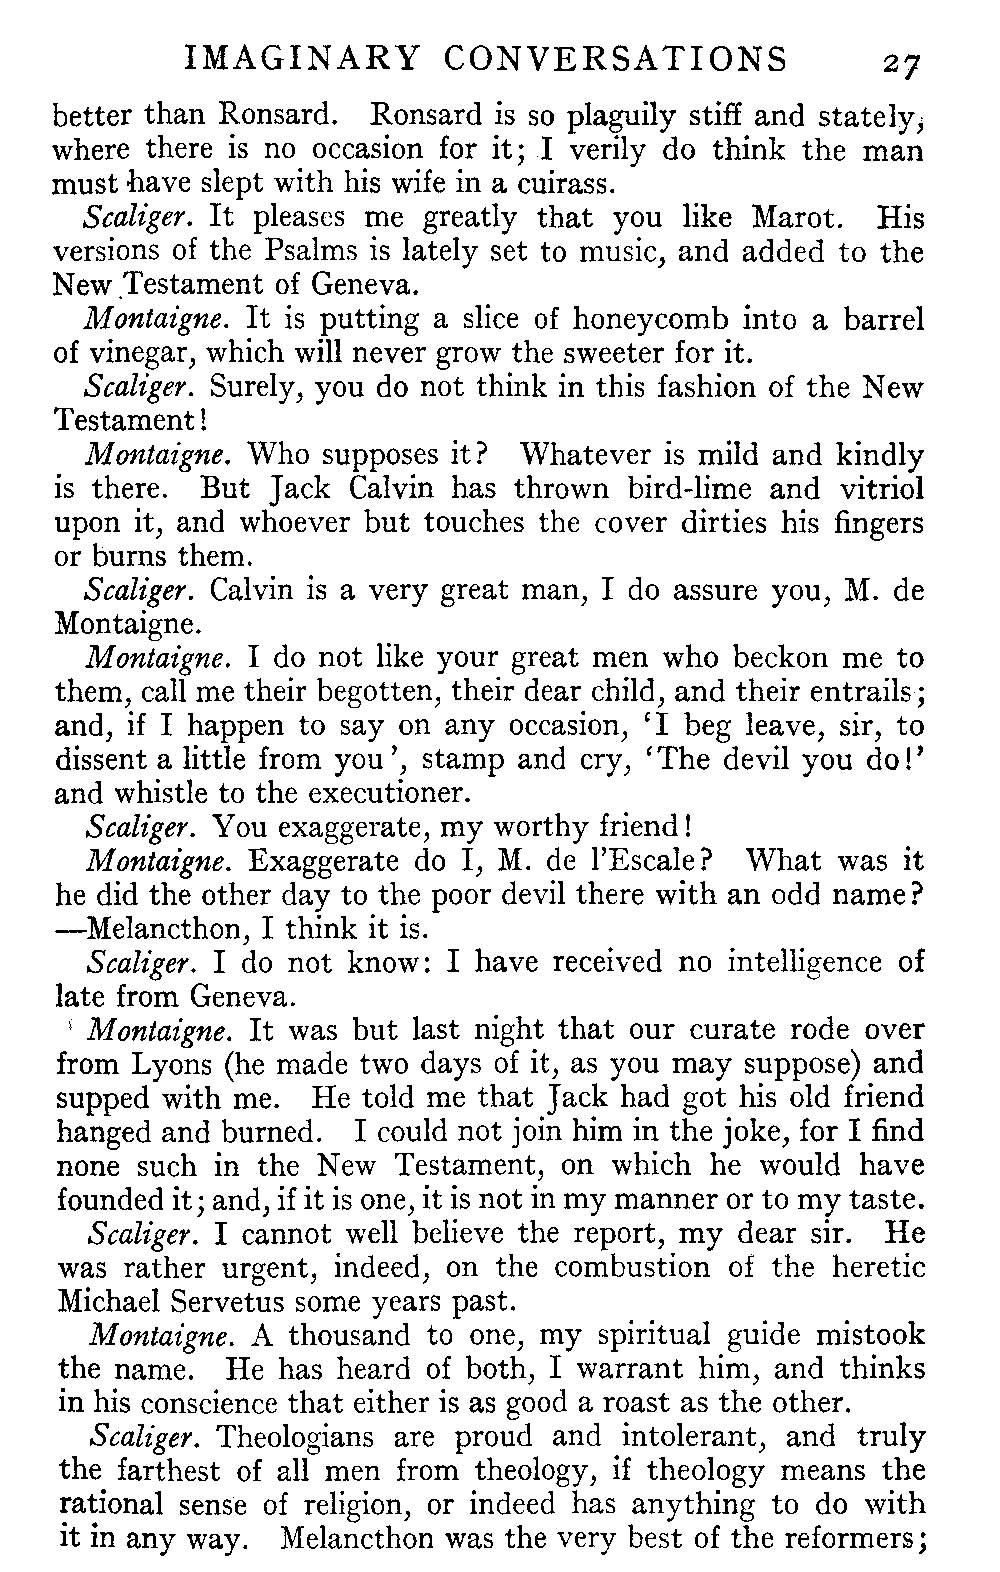 IMAGINARY CONVERSATIONS 27
better than Ronsard. Ronsard is so plaguily stiff and stately,
where there is no occasion for it; I verily do think the man
must have slept with his wife in a cuirass.
Scaliger. It pleases me greatly that you like Marot. His
versions of the Psalms is lately set to music, and added to the
New Testament of Geneva.
Montaigne. It is putting a slice of honeycomb into a barrel
of vinegar, which will never grow the sweeter for it.
Scaliger. Surely, you do not think in this fashion of the New
Testament!
Montaigne. Who supposes it? Whatever is mild and kindly
is there. But Jack Calvin has thrown bird-lime and vitriol
upon it, and whoever but touches the cover dirties his fingers
or burns them.
Scaliger. Calvin is a very great man, I do assure you, M. de
Montaigne.
Montaigne. I do not like your great men who beckon me to
them, call me their begotten, their dear child, and their entrails;
and, if I happen to say on any occasion, ‘I beg leave, sir, to
dissent a little from you’, stamp and cry, ‘The devil you do!’
and whistle to the executioner.
Scaliger. You exaggerate, my worthy friend!
Montaigne. Exaggerate do I, M. de l’Escale? What was it
he did the other day to the poor devil there with an odd name?
—Melancthon, I think it is.
Scaliger. I do not know: I have received no intelligence of
late from Geneva.
Montaigne. It was but last night that our curate rode over
from Lyons (he made two days of it, as you may suppose) and
supped with me. He told me that Jack had got his old friend
hanged and burned. I could not join him in the joke, for I find
none such in the New Testament, on which he would have
founded it; and, if it is one, it is not in my manner or to my taste.
Scaliger. I cannot well believe the report, my dear sir. He
was rather urgent, indeed, on the combustion of the heretic
Michael Servetus some years past.
Montaigne. A thousand to one, my spiritual guide mistook
the name. He has heard of both, I warrant him, and thinks
in his conscience that either is as good a roast as the other.
Scaliger. Theologians are proud and intolerant, and truly
the farthest of all men from theology, if theology means the
rational sense of religion, or indeed has anything to do with
it in any way. Melancthon was the very best of the reformers;